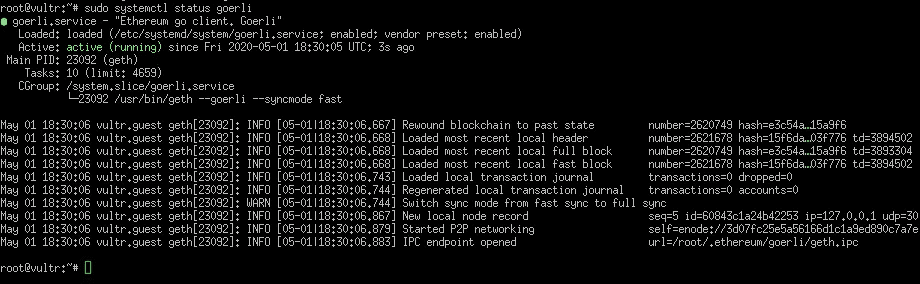 root@vultr:~# sudo systemctl status goerli
● goerli.service - "Ethereum go client. Goerli"
   Loaded: loaded (/etc/systemd/system/goerli.service; enabled; vendor preset: enabled)
   Active: active (running) since Fri 2020-05-01 18:30:05 UTC; 3s ago
 Main PID: 23092 (geth)
    Tasks: 10 (limit: 4659)
   CGroup: /system.slice/goerli.service
           └─23092 /usr/bin/geth --goerli --syncmode fast
May 01 18:30:06 vultr.guest geth[23092]: INFO [05-01|18:30:06.667] Rewound blockchain to past state         number=2620749 hash=e3c54a…15a9f6
May 01 18:30:06 vultr.guest geth[23092]: INFO [05-01|18:30:06.668] Loaded most recent local header          number=2621678 hash=15f6da…03f776 td=3894502
May 01 18:30:06 vultr.guest geth[23092]: INFO [05-01|18:30:06.668] Loaded most recent local full block      number=2620749 hash=e3c54a…15a9f6 td=3893304
May 01 18:30:06 vultr.guest geth[23092]: INFO [05-01|18:30:06.668] Loaded most recent local fast block      number=2621678 hash=15f6da…03f776 td=3894502
May 01 18:30:06 vultr.guest geth[23092]: INFO [05-01|18:30:06.743] Loaded local transaction journal         transactions=0 dropped=0
May 01 18:30:06 vultr.guest geth[23092]: INFO [05-01|18:30:06.744] Regenerated local transaction journal    transactions=0 accounts=0
May 01 18:30:06 vultr.guest geth[23092]: WARN [05-01|18:30:06.744] Switch sync mode from fast sync to full sync
May 01 18:30:06 vultr.guest geth[23092]: INFO [05-01|18:30:06.867] New local node record                    seq=5 id=60843c1a24b42253 ip=127.0.0.1 udp=30
May 01 18:30:06 vultr.guest geth[23092]: INFO [05-01|18:30:06.879] Started P2P networking                   self=enode://3d07fc25e5a56166d1c1a9ed890c7a7e
May 01 18:30:06 vultr.guest geth[23092]: INFO [05-01|18:30:06.883] IPC endpoint opened                      url=/root/.ethereum/goerli/geth.ipc
root@vultr:~#